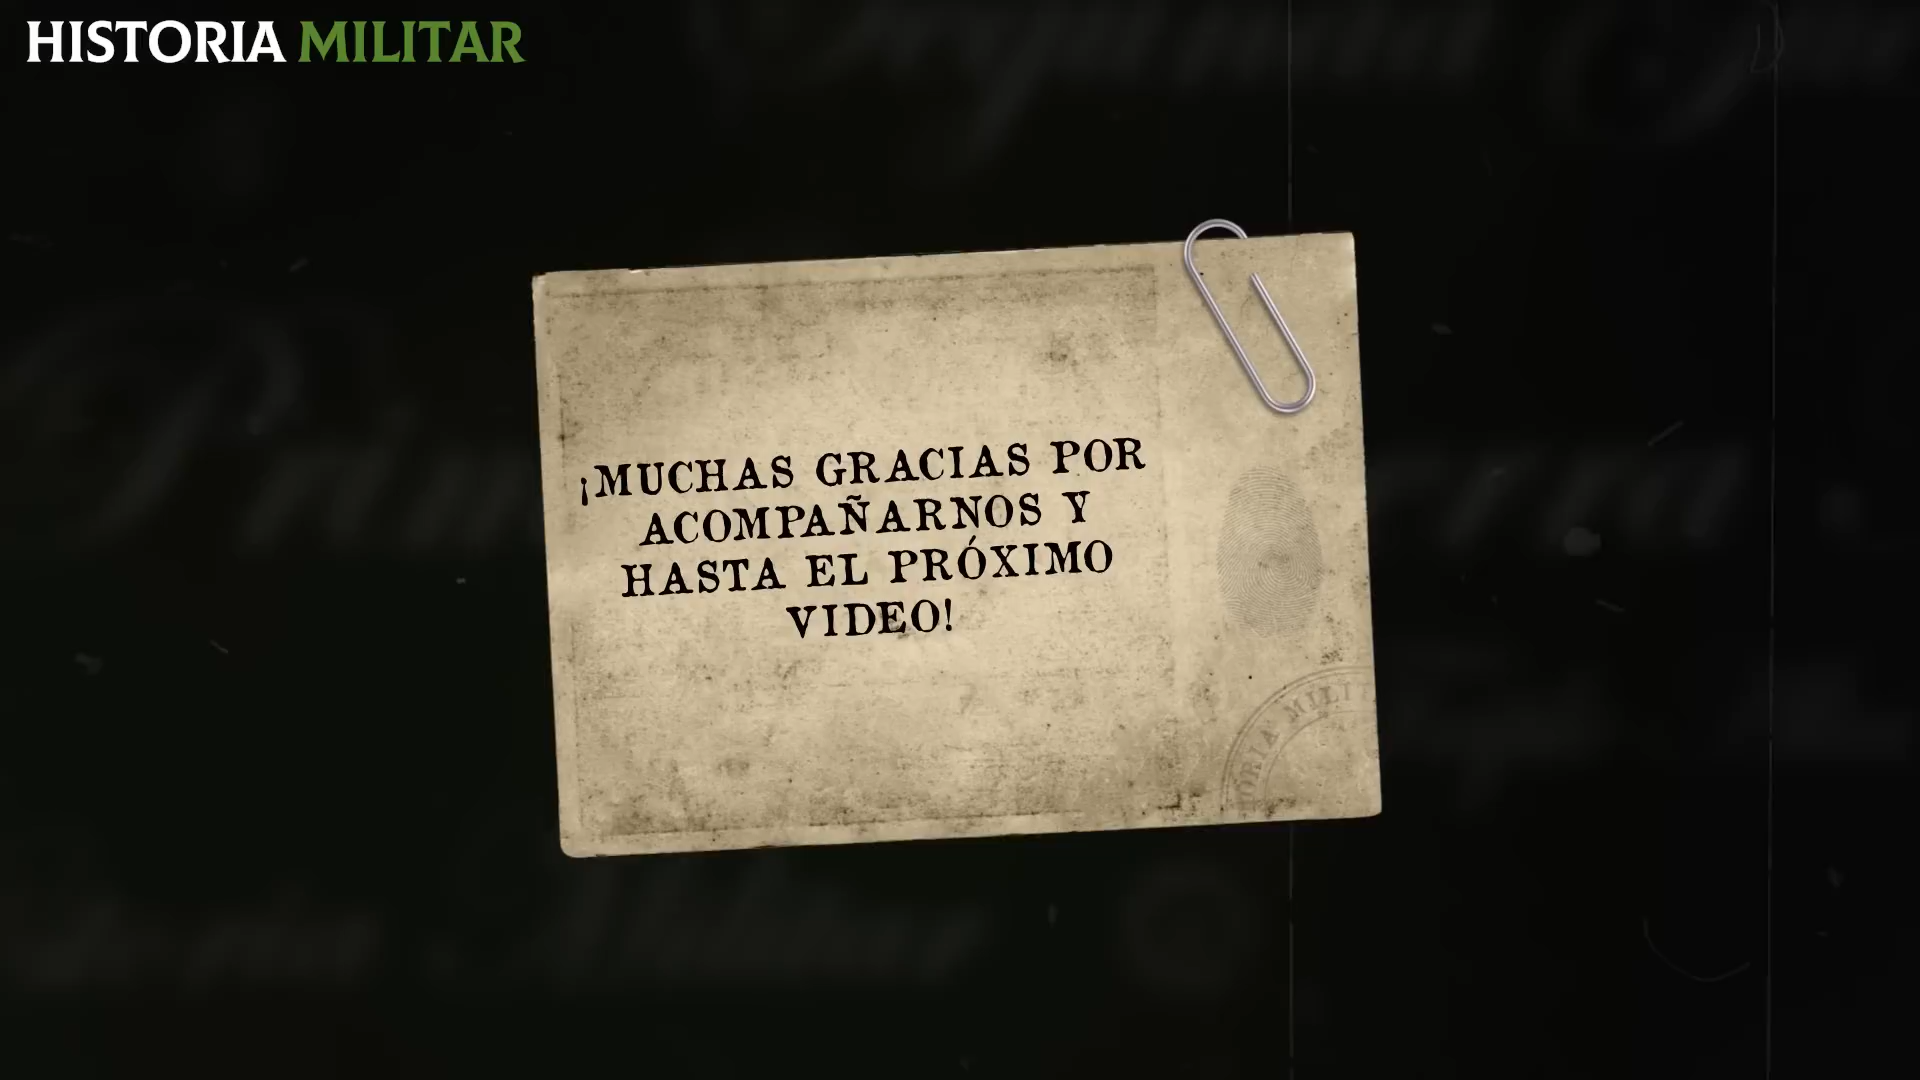 HISTORIA MILITAR
¡MUCHAS GRACIAS POR
ACOMPAÑARNOS Y
HASTA EL PRÓXIMO
VIDEO!